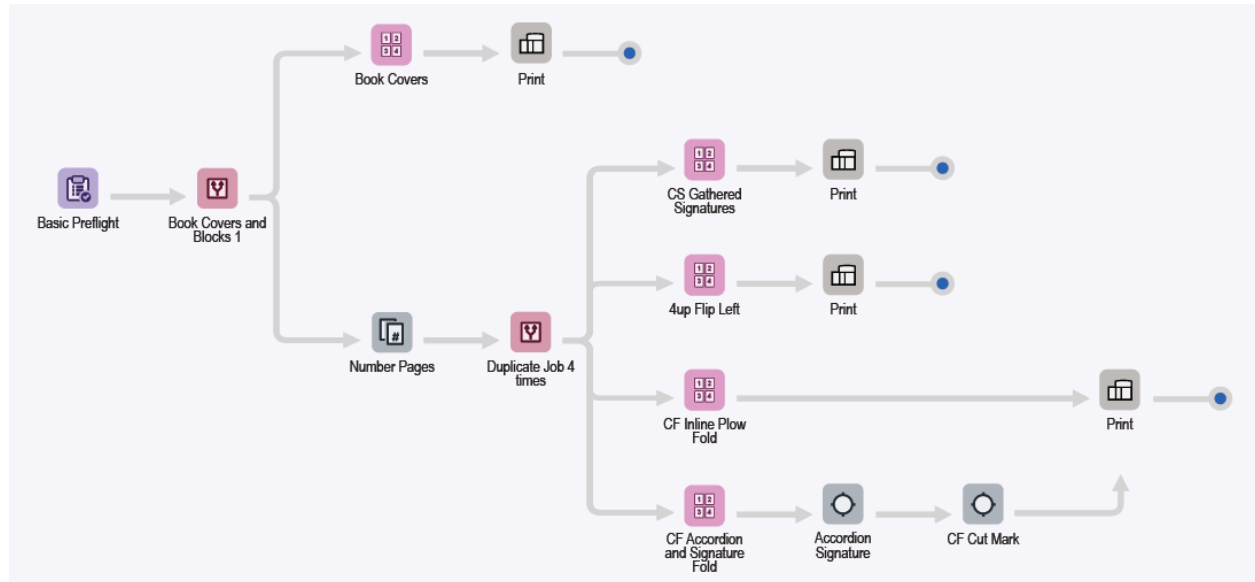 Book Covers
Print
CS Gathered
Signatures
Print
Basic Preflight
Book Covers and
Blocks 1
4up Flip Left
Print
Number Pages
Duplicate Job 4
times
CF Inline Plow
Fold
Print
CF Accordion
and Signature
Fold
Accordion
Signature
CF Cut Mark